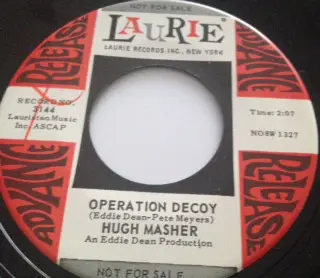 NOT FOR SALE
LAURIE
LAURIE RECORDS INC., NEW YORK
ADVANCE RELEASE
ADVANCE RELEASE
RECORD NO.
3144
Lauristan Music
Inc. ASCAP
Time: 2:07
NO8W 1327
OPERATION DECOY
(Eddie Dean-Pete Meyers)
HUGH MASHER
An Eddie Dean Production
NOT FOR SALE